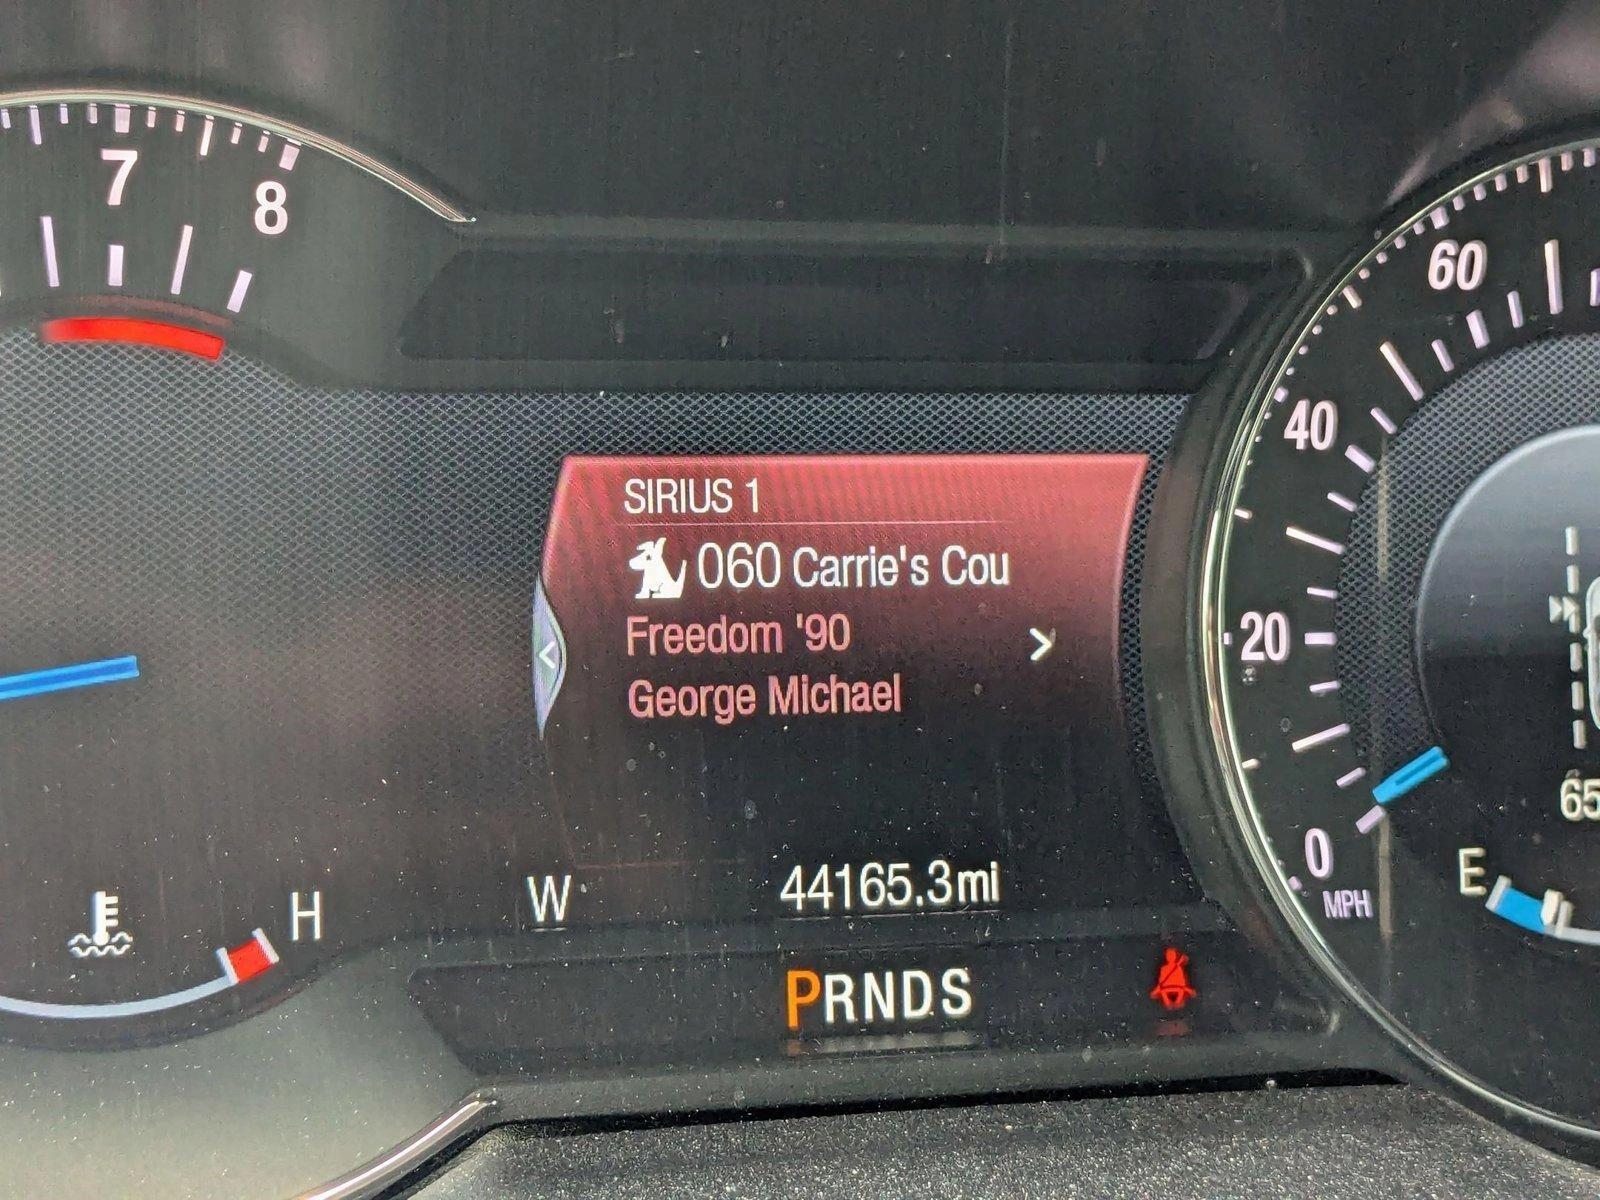 7
8
60
40
20
0
MPH
SIRIUS 1
060 Carrie's Cou
Freedom '90
George Michael
<
>
W
44165.3mi
PRNDS
H
E
65